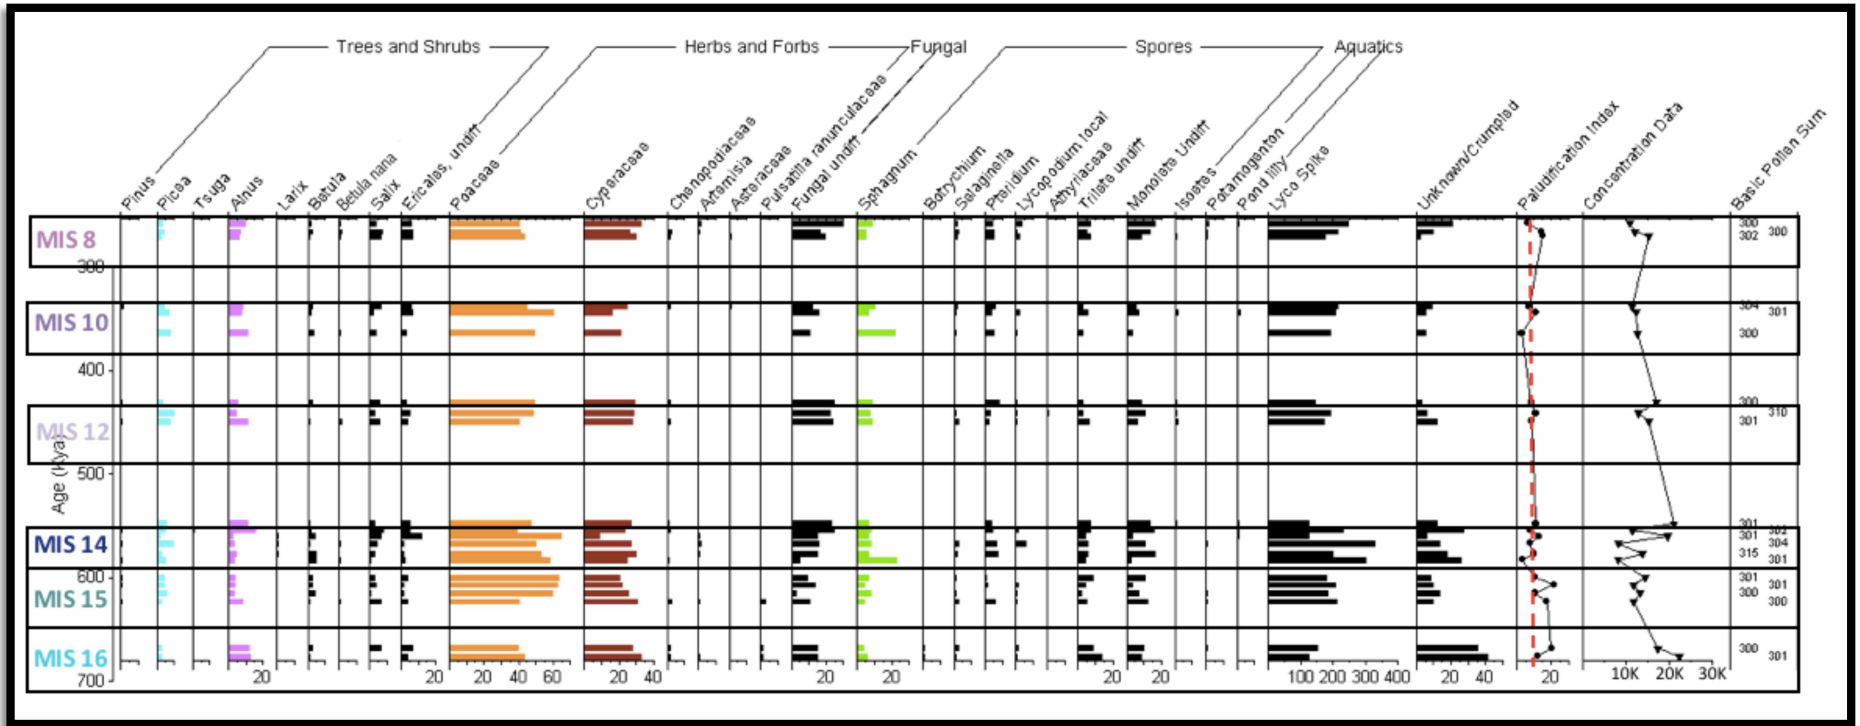 Trees and Shrubs Herbs and Forbs Fungal Spores Aquatics
Pinus Picea Tsuga Alnus Larix Betula Betula nana Salix Ericales, undiff Poaceae Cyperaceae Chenopodiaceae Artemisia Asteraceae Pulsatilla ranunculaceae Fungal undiff Sphagnum Botrychium Selaginella Pteridium Lycopodium local Athyriaceae Trilete undiff Monolete Undiff Isoetes Potamogenton Pond lilly Lyco Spike Unknown/Crumpled Paludification Index Concentration Data Basic Pollen Sum
MIS 8 300 302 300
300
MIS 10 304 301 300
400
MIS 12 300 310 301
Age (Kya)
500
MIS 14 301 302 301 304 315 301
600
MIS 15 301 301 300 300
MIS 16 300 301
700 20 20 20 40 60 20 40 20 20 20 20 100 200 300 400 20 40 20 10K 20K 30K